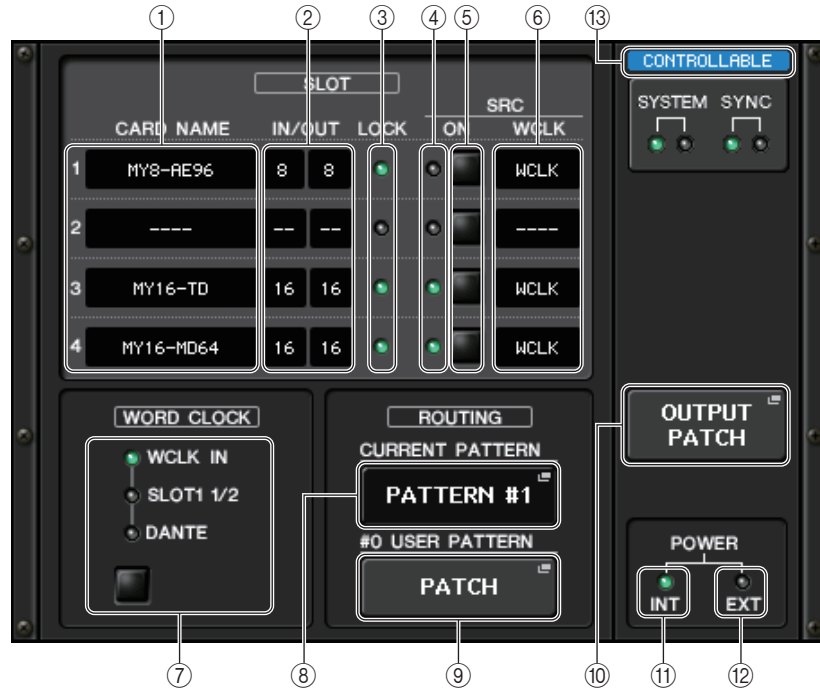 ① ② ③ ④ ⑤ ⑥ ⑬
SLOT
SRC
CARD NAME IN/OUT LOCK ON WCLK
1 MY8-AE96 8 8 WCLK
2 ---- -- -- ----
3 MY16-TD 16 16 WCLK
4 MY16-MD64 16 16 WCLK
CONTROLLABLE
SYSTEM SYNC
WORD CLOCK
WCLK IN
SLOT1 1/2
DANTE
ROUTING
CURRENT PATTERN
PATTERN #1
#0 USER PATTERN
PATCH
OUTPUT
PATCH
POWER
INT EXT
⑦ ⑧ ⑨ ⑩ ⑪ ⑫